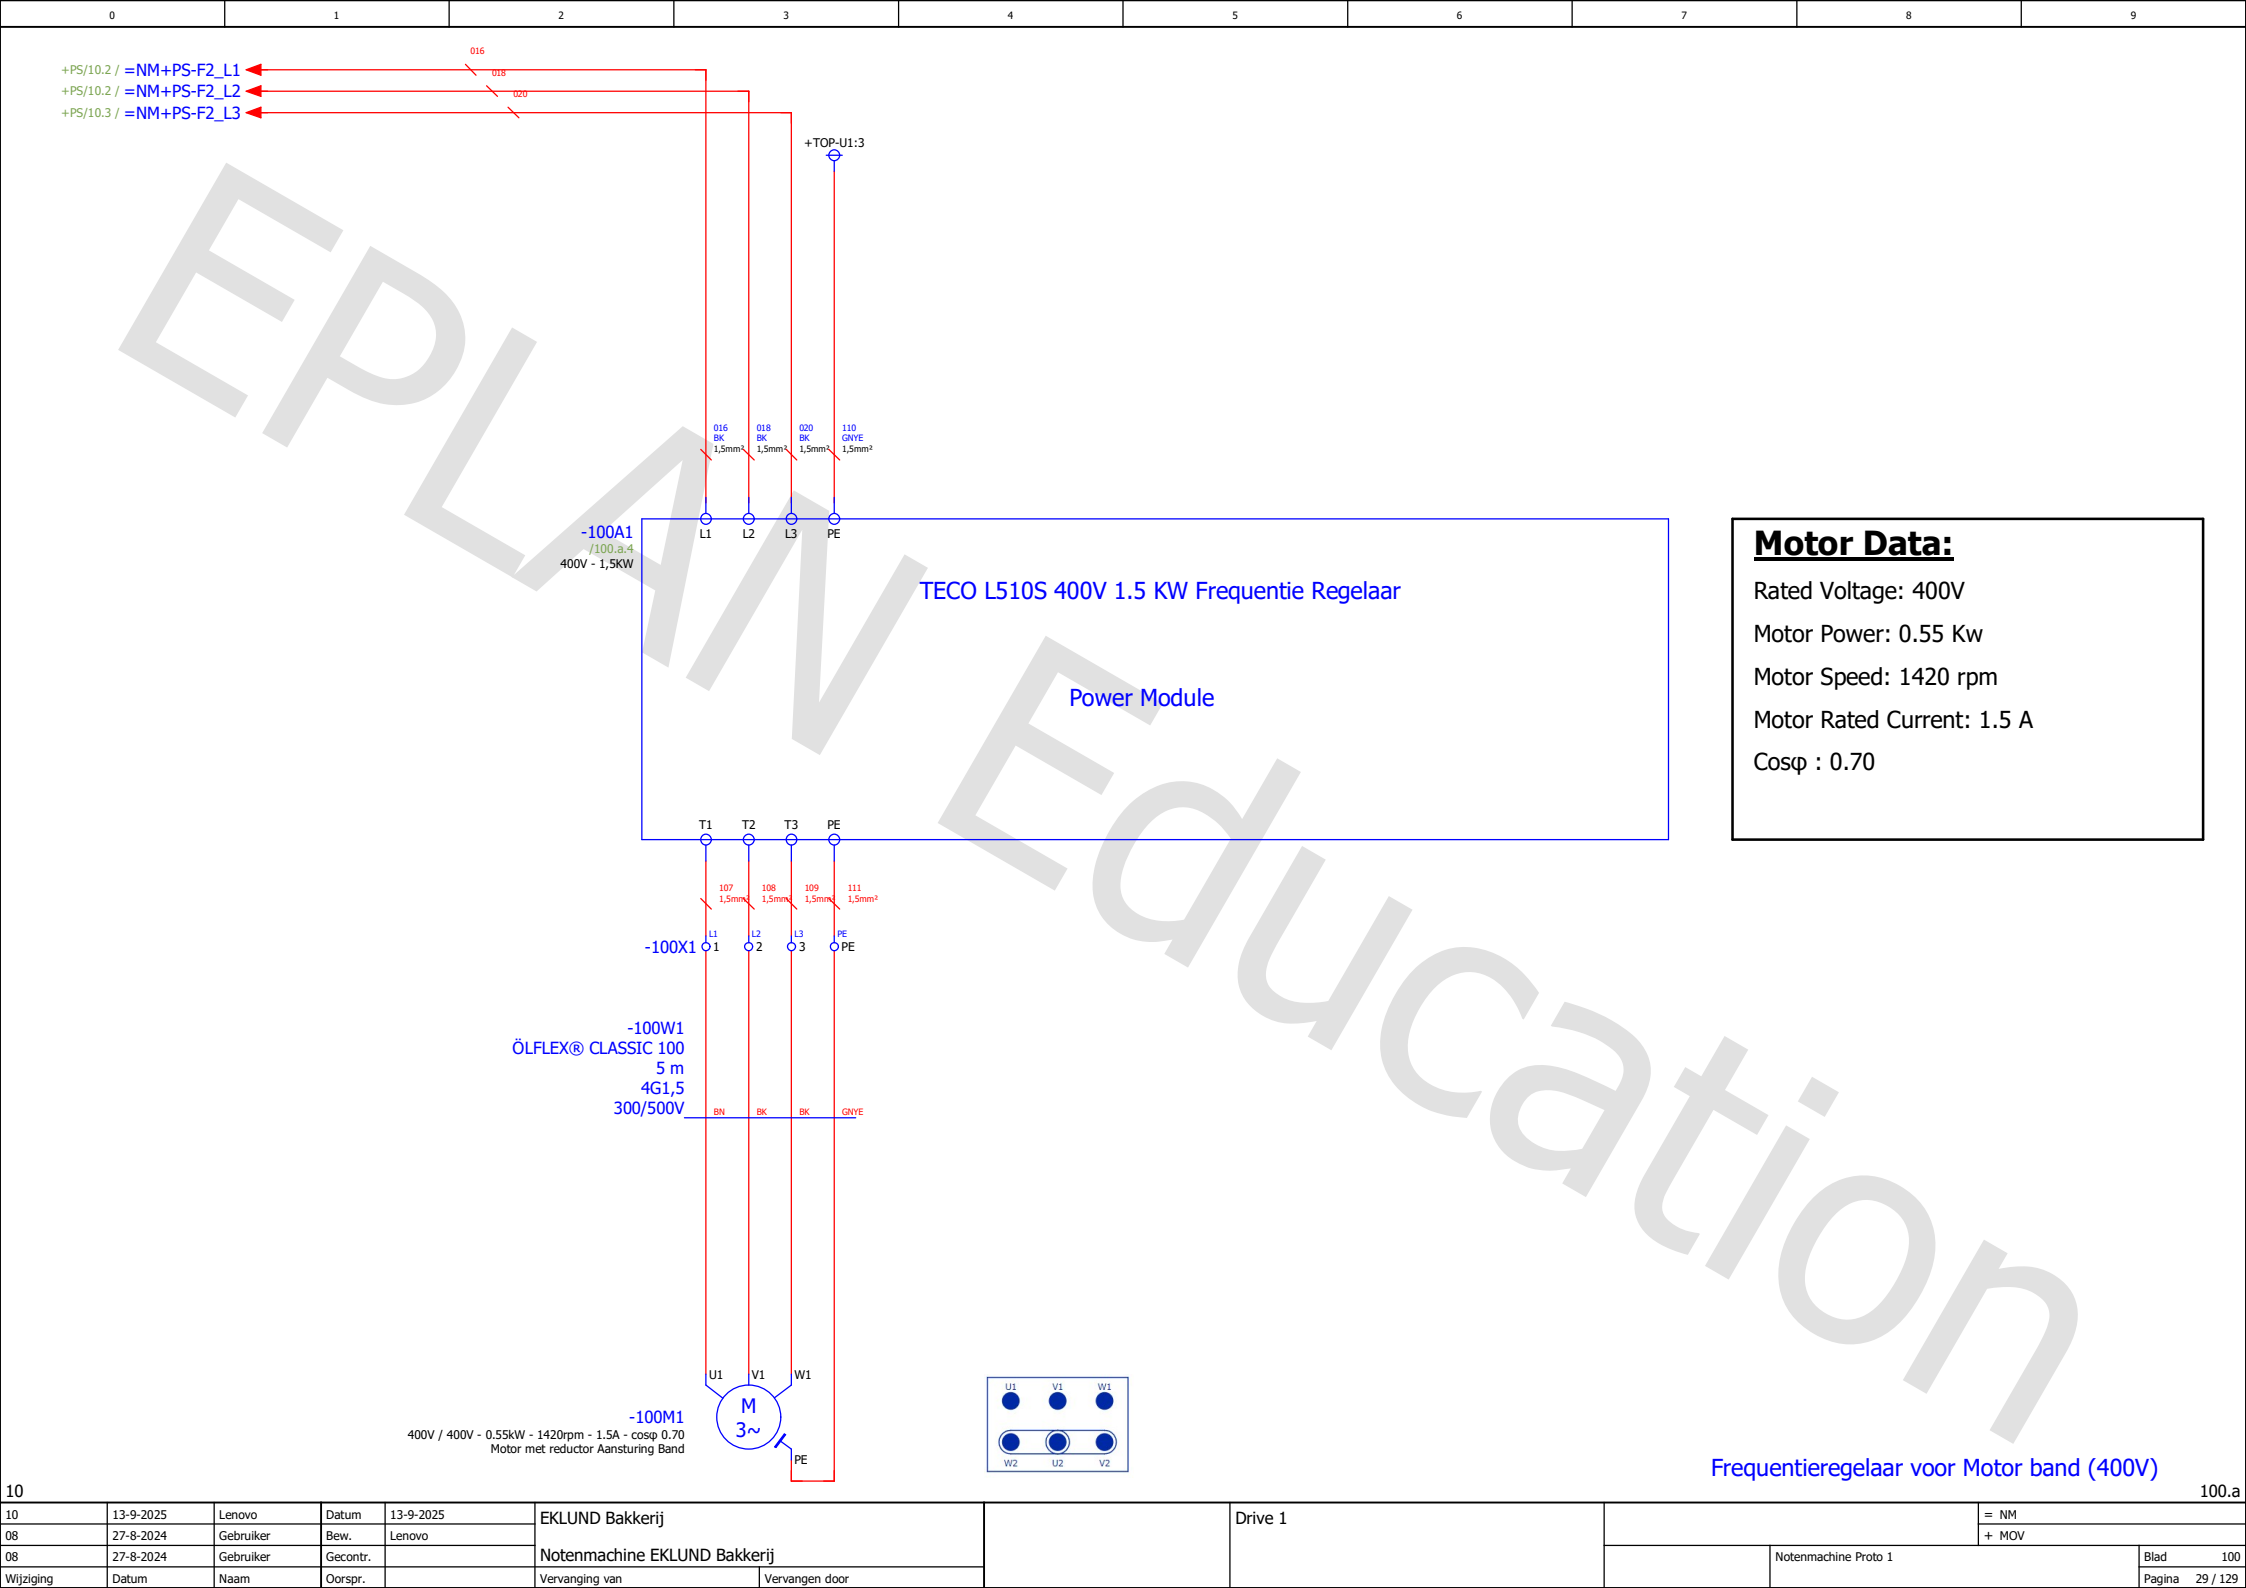 0 1 2 3 4 5 6 7 8 9
016
+PS/10.2 / =NM+PS-F2_L1
018
+PS/10.2 / =NM+PS-F2_L2
020
+PS/10.3 / =NM+PS-F2_L3
+TOP-U1:3
016 018 020 110
BK BK BK GNYE
1,5mm² 1,5mm² 1,5mm² 1,5mm²
-100A1
/100.a.4
400V - 1,5KW
L1 L2 L3 PE
TECO L510S 400V 1.5 KW Frequentie Regelaar
Power Module
T1 T2 T3 PE
Motor Data:
Rated Voltage: 400V
Motor Power: 0.55 Kw
Motor Speed: 1420 rpm
Motor Rated Current: 1.5 A
Cosφ : 0.70
107 108 109 111
1,5mm² 1,5mm² 1,5mm² 1,5mm²
L1 L2 L3 PE
-100X1 1 2 3 PE
-100W1
ÖLFLEX® CLASSIC 100
5 m
4G1,5
300/500V
BN BK BK GNYE
U1 V1 W1
M
3~
PE
-100M1
400V / 400V - 0.55kW - 1420rpm - 1.5A - cosφ 0.70
Motor met reductor Aansturing Band
U1 V1 W1
W2 U2 V2
Frequentieregelaar voor Motor band (400V)
EPLAN Education
10
100.a
10 13-9-2025 Lenovo Datum 13-9-2025
08 27-8-2024 Gebruiker Bew. Lenovo
08 27-8-2024 Gebruiker Gecontr.
Wijziging Datum Naam Oorspr.
EKLUND Bakkerij
Notenmachine EKLUND Bakkerij
Vervanging van Vervangen door
Drive 1
= NM
+ MOV
Notenmachine Proto 1
Blad 100
Pagina 29 / 129